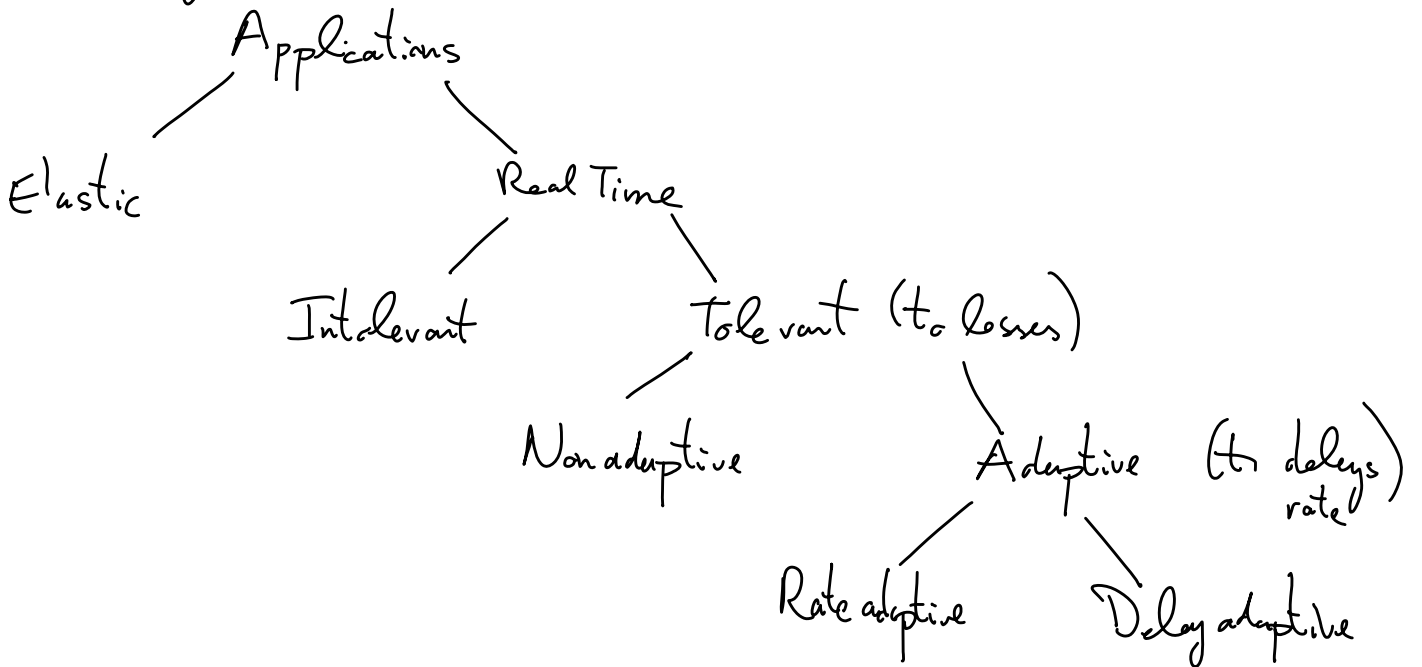 Applications
Elastic
Real Time
Intolerant
Tolerant (to losses)
Nonadaptive
Adaptive (to delays)
rate
Rate adaptive
Delay adaptive